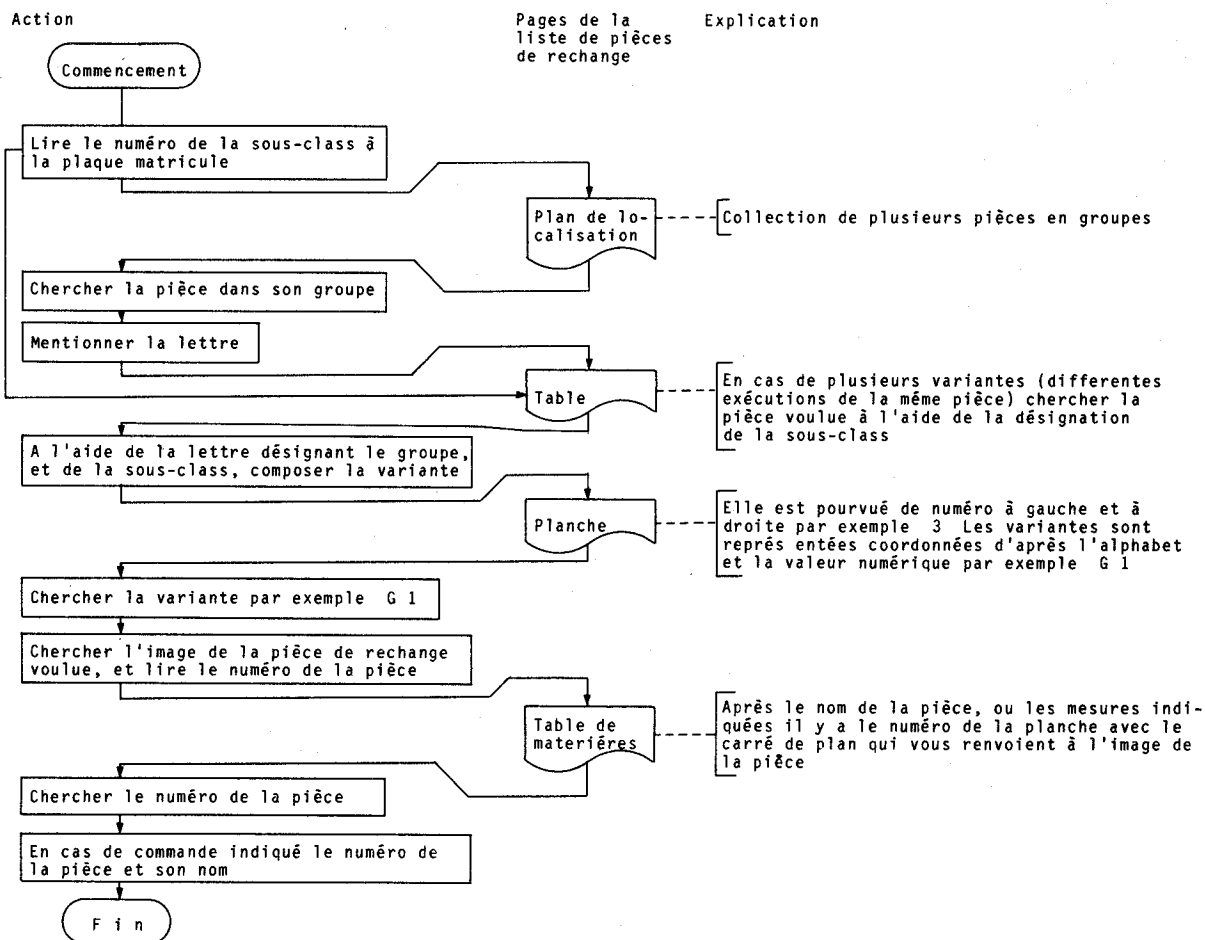 Action
Pages de la
liste de pièces
de rechange
Explication
Commencement
Lire le numéro de la sous-class à
la plaque matricule
Plan de lo-
calisation
Collection de plusieurs pièces en groupes
Chercher la pièce dans son groupe
Mentionner la lettre
Table
En cas de plusieurs variantes (differentes
exécutions de la méme pièce) chercher la
pièce voulue à l'aide de la désignation
de la sous-class
A l'aide de la lettre désignant le groupe,
et de la sous-class, composer la variante
Planche
Elle est pourvué de numéro à gauche et à
droite par exemple 3 Les variantes sont
représ entées coordonnées d'après l'alphabet
et la valeur numérique par exemple G 1
Chercher la variante par exemple G 1
Chercher l'image de la pièce de rechange
voulue, et lire le numéro de la pièce
Table de
materiéres
Après le nom de la pièce, ou les mesures indi-
quées il y a le numéro de la planche avec le
carré de plan qui vous renvoient à l'image de
la pièce
Chercher le numéro de la pièce
En cas de commande indiqué le numéro de
la pièce et son nom
F i n